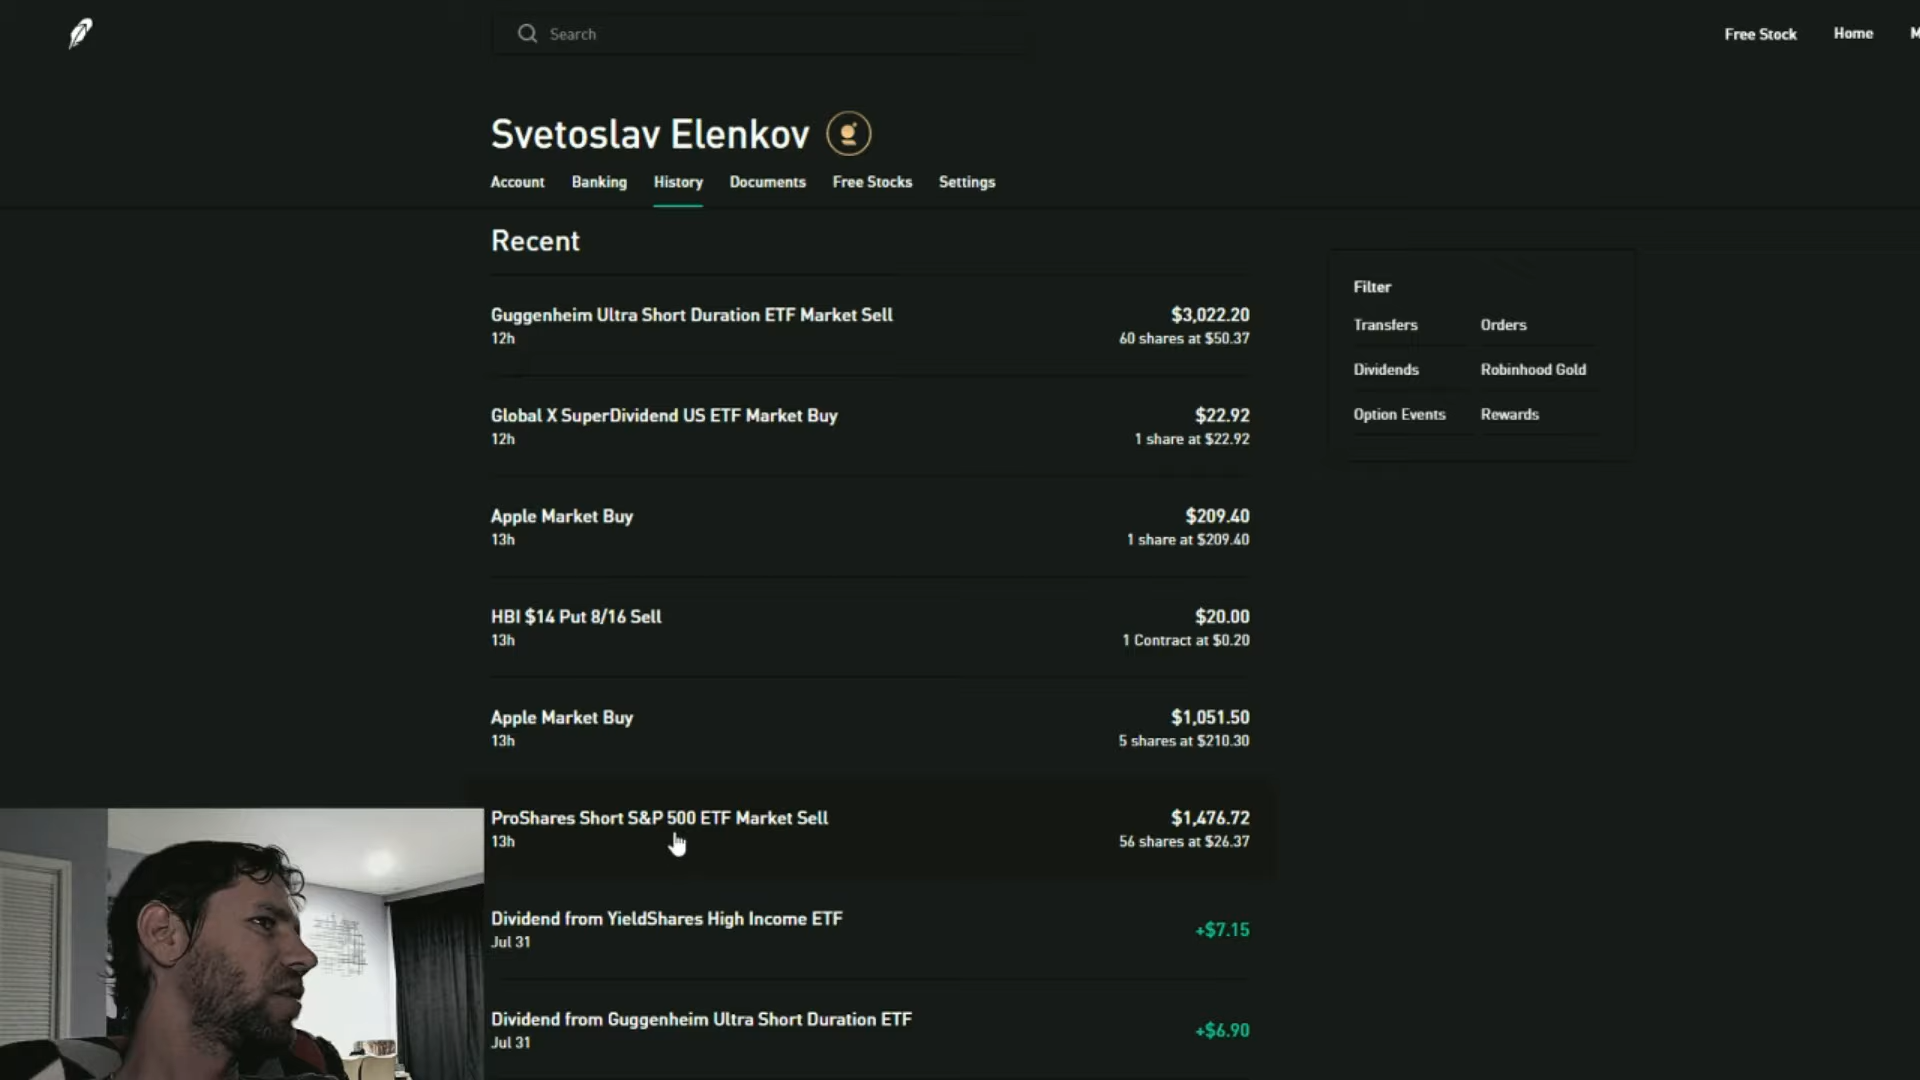 Search
Free Stock
Home
M
Svetoslav Elenkov
Account
Banking
History
Documents
Free Stocks
Settings
Recent
Guggenheim Ultra Short Duration ETF Market Sell
$3,022.20
12h
60 shares at $50.37
Global X SuperDividend US ETF Market Buy
$22.92
12h
1 share at $22.92
Apple Market Buy
$209.40
13h
1 share at $209.40
HBI $14 Put 8/16 Sell
$20.00
13h
1 Contract at $0.20
Apple Market Buy
$1,051.50
13h
5 shares at $210.30
ProShares Short S&P 500 ETF Market Sell
$1,476.72
13h
56 shares at $26.37
Dividend from YieldShares High Income ETF
+$7.15
Jul 31
Dividend from Guggenheim Ultra Short Duration ETF
+$6.90
Jul 31
Filter
Transfers
Orders
Dividends
Robinhood Gold
Option Events
Rewards